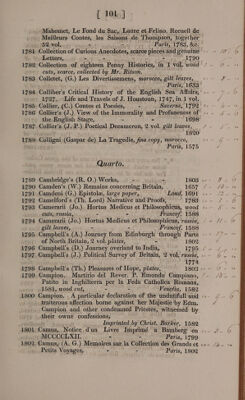 [ 104 ]
Mahomet, Le Fond du Sac, Lustre et Felino. Recueil de
Meilleurs Contes, les Saisons de Thompson, together
52 vol. Paris, 1783, &c.
1781 Collection of Curious Anecdotes, scarce pieces and genuine
Letters, 1790
1782 Collection of eighteen Penny Histories, in 1 vol. wood
cuts, scarce, collected by Mr. Ritson.
1783 Colletet, (G.) Les Divertissemens, morocco, gilt leaves,
Paris, 1633
1784 Colliber's Critical History of the English Sea Affairs,
1727. Life and Travels of J. Houstoun, 1747, in 1 vol.
1785 Collier, (C.) Contes et Poesies, Saverne, 1792
1786 Collier's (J.) View of the Immorality and Profaneness of
the English Stage, 1698
1787 Collier's (J. P.) Poetical Decameron, 2 vol. gilt leaves,
1820
1788 Colligni (Gaspar de) La Tragedie, fine copy, morocco,
Paris, 1575
Quarto.
1789 Cambridge's (R. O.) Works, 1803
1790 Camden's (W.) Remains concerning Britain, 1657
1791 Camdeni (G.) Epistolæ, large paper, Lond. 1691
1792 Camelford's (Th. Lord) Narrative and Proofs, 1783
1793 Camerarii (Jo.) Hortus Medicus et Philosophicus, wood
cuts, russia, Francof. 1588
1794 Camerarii (Jo.) Hortus Medicus et Philosophicus, russia,
gilt leaves, Francof. 1588
1795 Campbell's (A.) Journey from Edinburgh through Parts
of North Britain, 2 vol. plates, 1802
1796 Campbell's (D.) Journey overland to India, 1795
1797 Campbell's (J.) Political Survey of Britain, 2 vol. russia,
1774
1798 Campbell's (Th.) Pleasures of Hope, plates, 1803
1799 Campion. Martirio del Rever. P. Emondo Campiano,
Patito in Inghilterra per la Fede Catholica Romana,
1581, wood cut, Venetia, 1582
1800 Campion. A particular declaration of the undutifull and
traiterous affection borne against her Majestie by Edm.
Campion and other condemned Priestes, witnessed by
their owne confessions,
Imprinted by Christ. Barker, 1582
1801 Camus, Notice d'un Livre Imprimé a Bamberg en
MCCCCLXII. Paris, 1799
1802 Camus, (A. G.) Memoires sur la Collection des Grands et
Petits Voyages, Paris, 1802